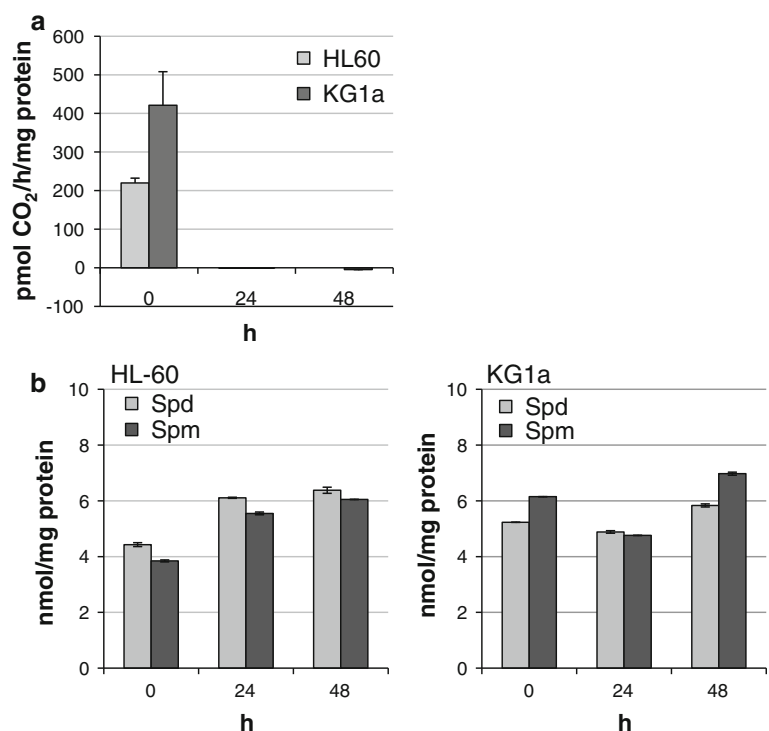 a
600
500
400
300
200
100
0
-100
pmol CO₂/h/mg protein
HL60
KG1a
0 24 48
h
b
HL-60
10
8
6
4
2
0
nmol/mg protein
Spd
Spm
0 24 48
h
KG1a
10
8
6
4
2
0
nmol/mg protein
Spd
Spm
0 24 48
h